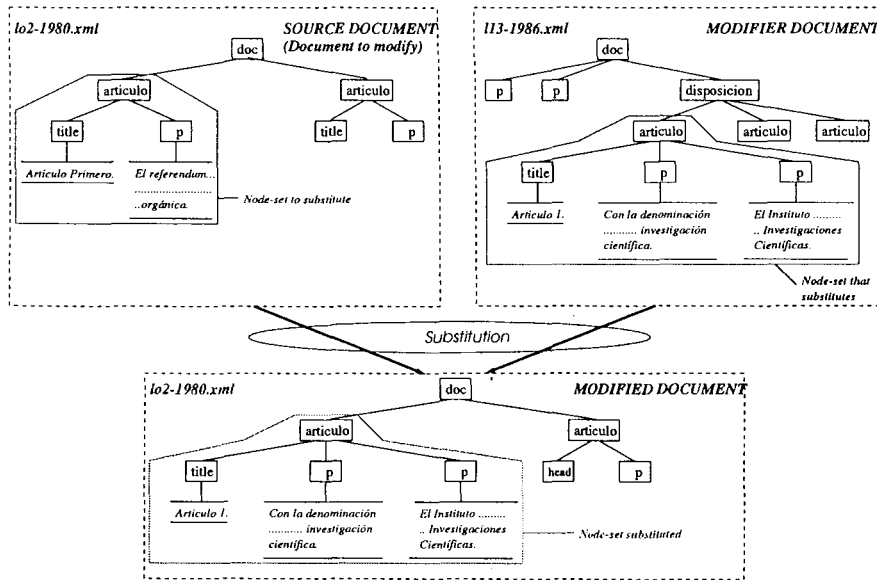 lo2-1980.xml
SOURCE DOCUMENT
(Document to modify)
doc
articulo
articulo
title
p
title
p
Articulo Primero.
El referendum...
..orgánica.
Node-set to substitute
l13-1986.xml
MODIFIER DOCUMENT
doc
p
p
disposicion
articulo
articulo
articulo
title
p
p
Articulo 1.
Con la denominación
.......... investigación
científica.
El Instituto .........
.. Investigaciones
Científicas.
Node-set that
substitutes
Substitution
lo2-1980.xml
MODIFIED DOCUMENT
doc
articulo
articulo
title
p
p
head
p
Articulo 1.
Con la denominación
.......... investigación
científica.
El Instituto .........
.. Investigaciones
Científicas.
Node-set substituted